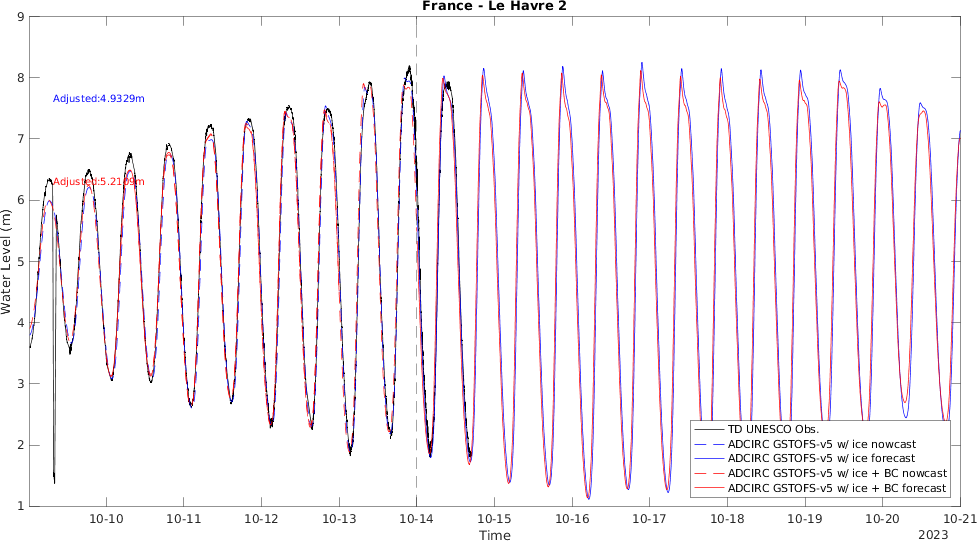 France - Le Havre 2
9
8
7
6
5
4
3
2
1
Water Level (m)
Adjusted:4.9329m
Adjusted:5.2109m
TD UNESCO Obs.
ADCIRC GSTOFS-v5 w/ ice nowcast
ADCIRC GSTOFS-v5 w/ ice forecast
ADCIRC GSTOFS-v5 w/ ice + BC nowcast
ADCIRC GSTOFS-v5 w/ ice + BC forecast
10-10 10-11 10-12 10-13 10-14 10-15 10-16 10-17 10-18 10-19 10-20 10-21
Time
2023